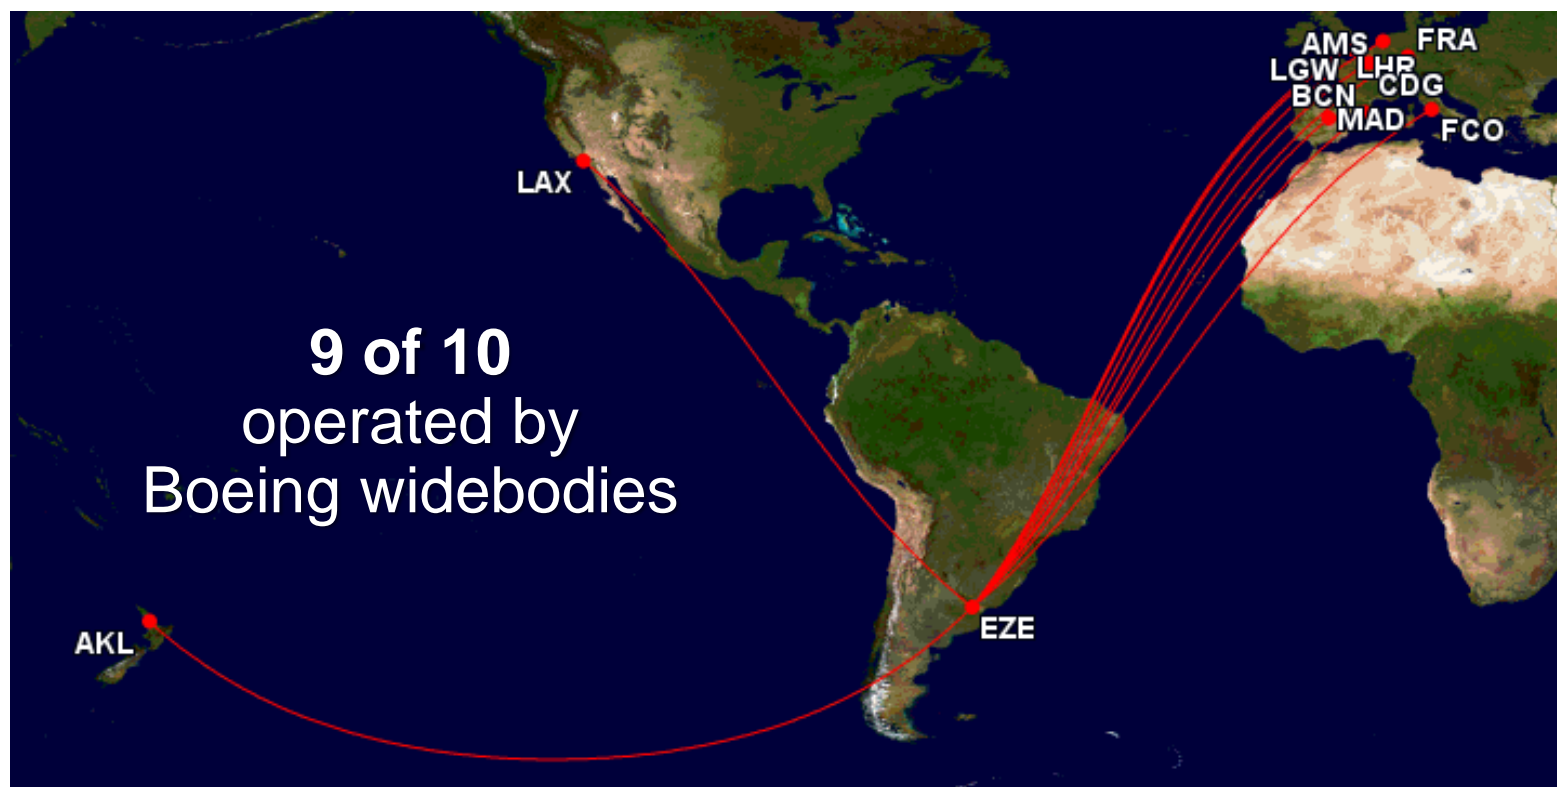 AMS FRA
LGW LHR
CDG
BCN
MAD
FCO
LAX
9 of 10
operated by
Boeing widebodies
EZE
AKL